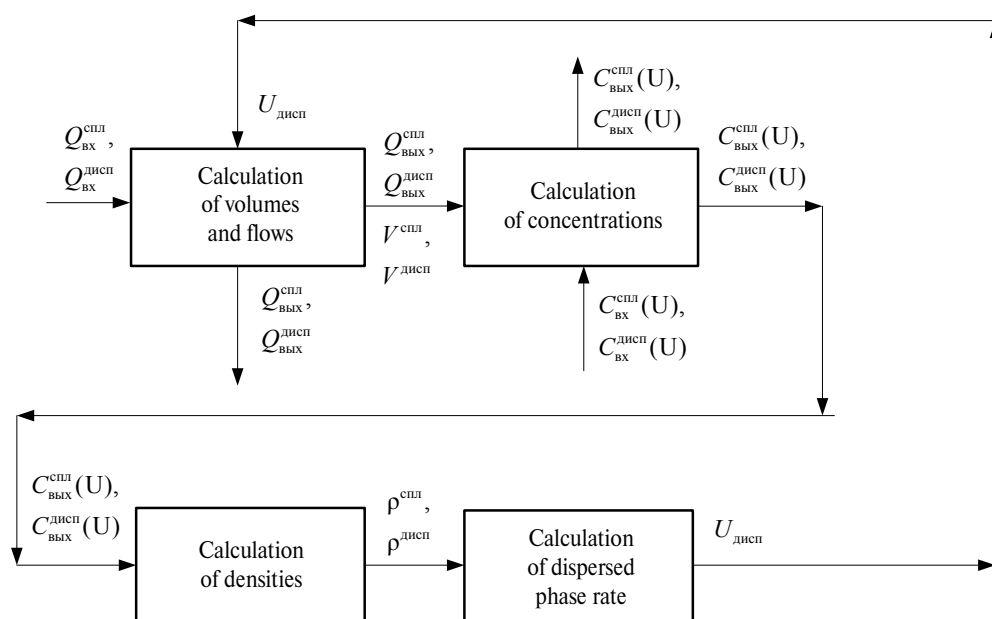 U_дисп
Q_вх^спл,
Q_вх^дисп
Calculation
of volumes
and flows
Q_вых^спл,
Q_вых^дисп
V^спл,
V^дисп
Q_вых^спл,
Q_вых^дисп
C_вых^спл(U),
C_вых^дисп(U)
Calculation
of concentrations
C_вх^спл(U),
C_вх^дисп(U)
C_вых^спл(U),
C_вых^дисп(U)
C_вых^спл(U),
C_вых^дисп(U)
Calculation
of densities
ρ^спл,
ρ^дисп
Calculation
of dispersed
phase rate
U_дисп